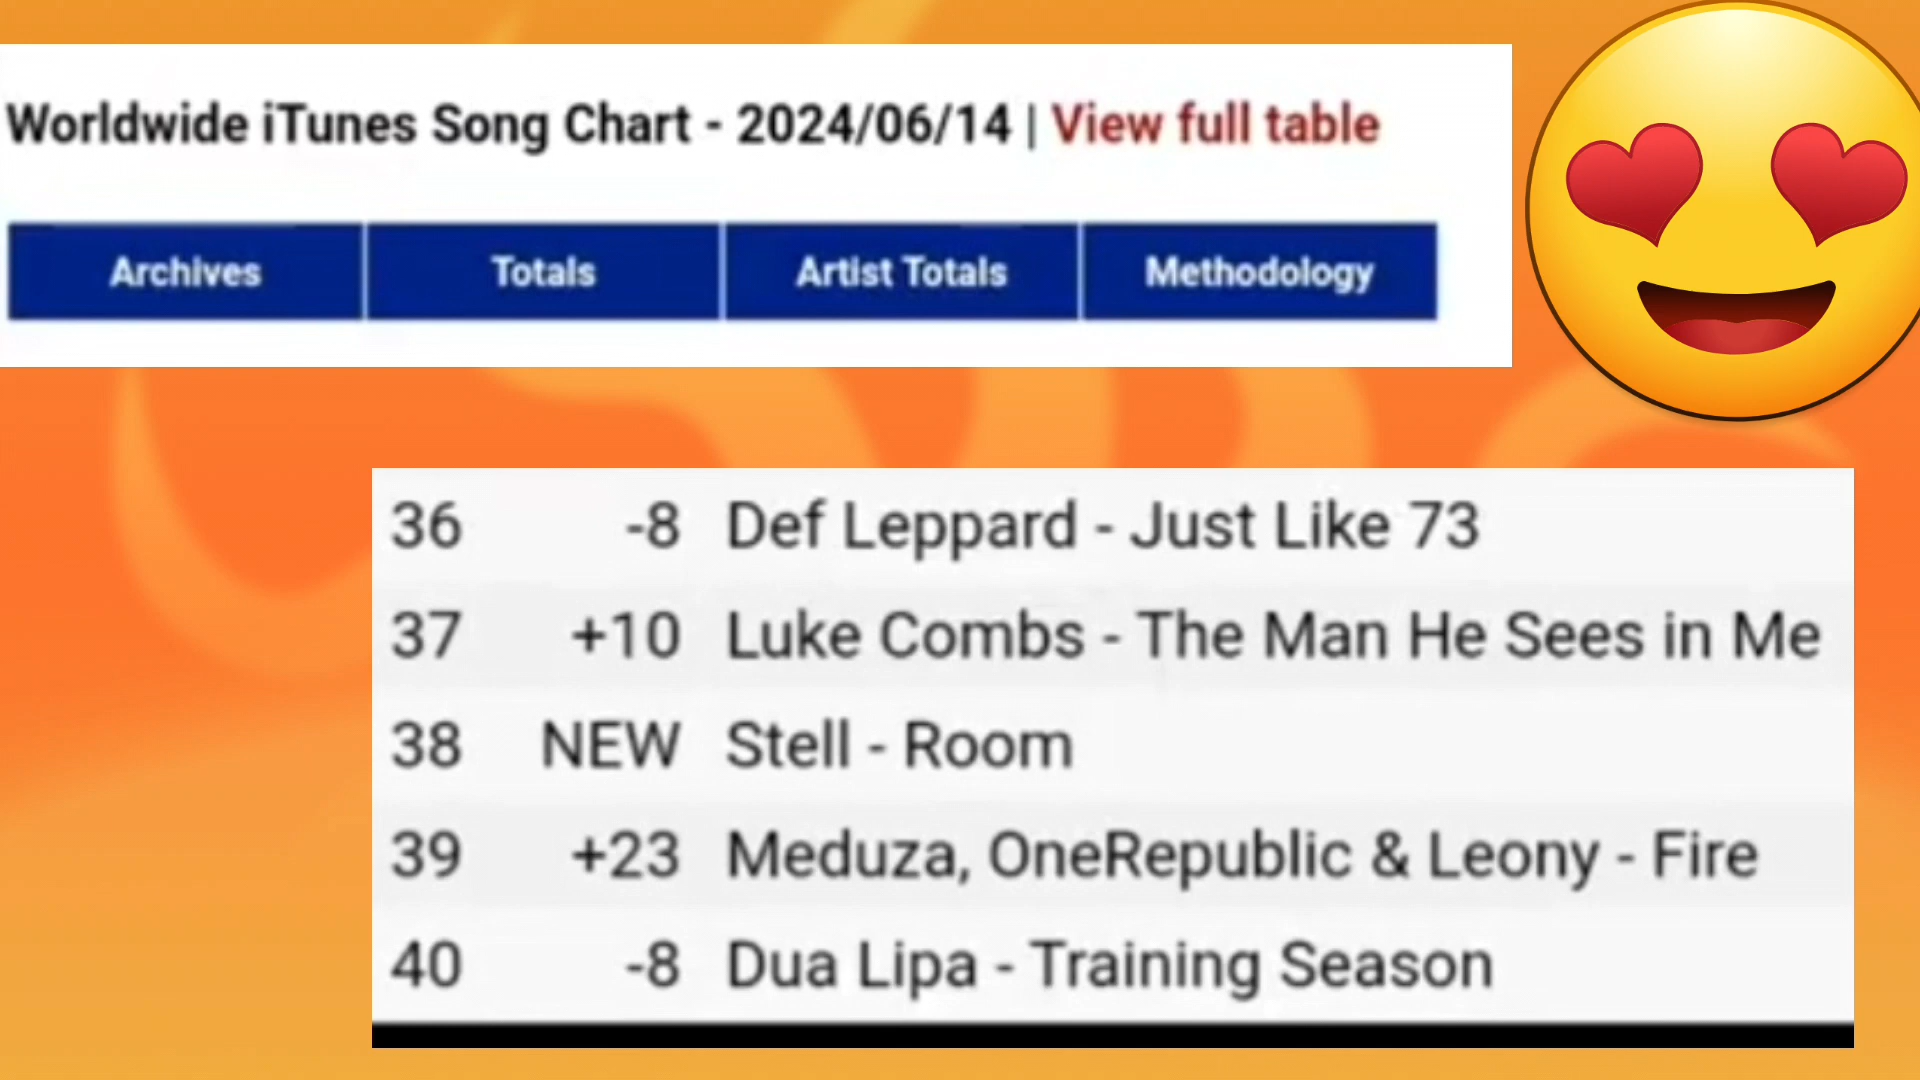 Worldwide iTunes Song Chart - 2024/06/14 | View full table
Archives Totals Artist Totals Methodology
36 -8 Def Leppard - Just Like 73
37 +10 Luke Combs - The Man He Sees in Me
38 NEW Stell - Room
39 +23 Meduza, OneRepublic & Leony - Fire
40 -8 Dua Lipa - Training Season